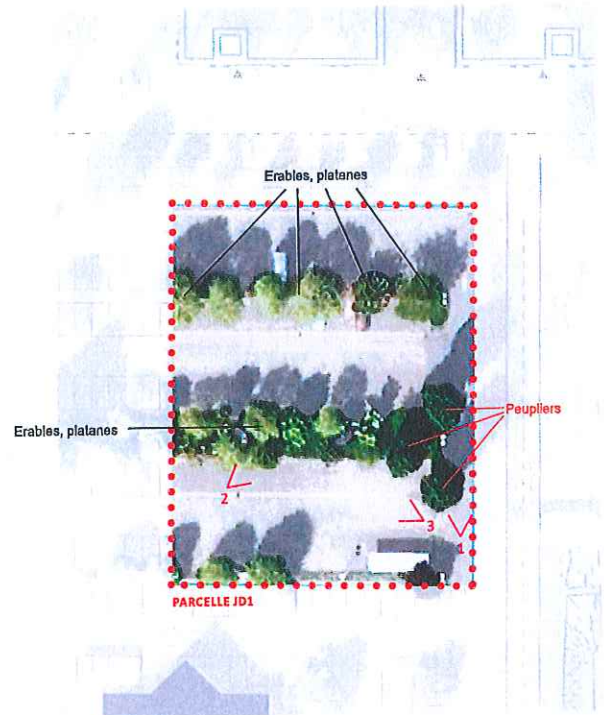 Erables, platanes
Peupliers
Erables, platanes
2
3
1
PARCELLE JD1